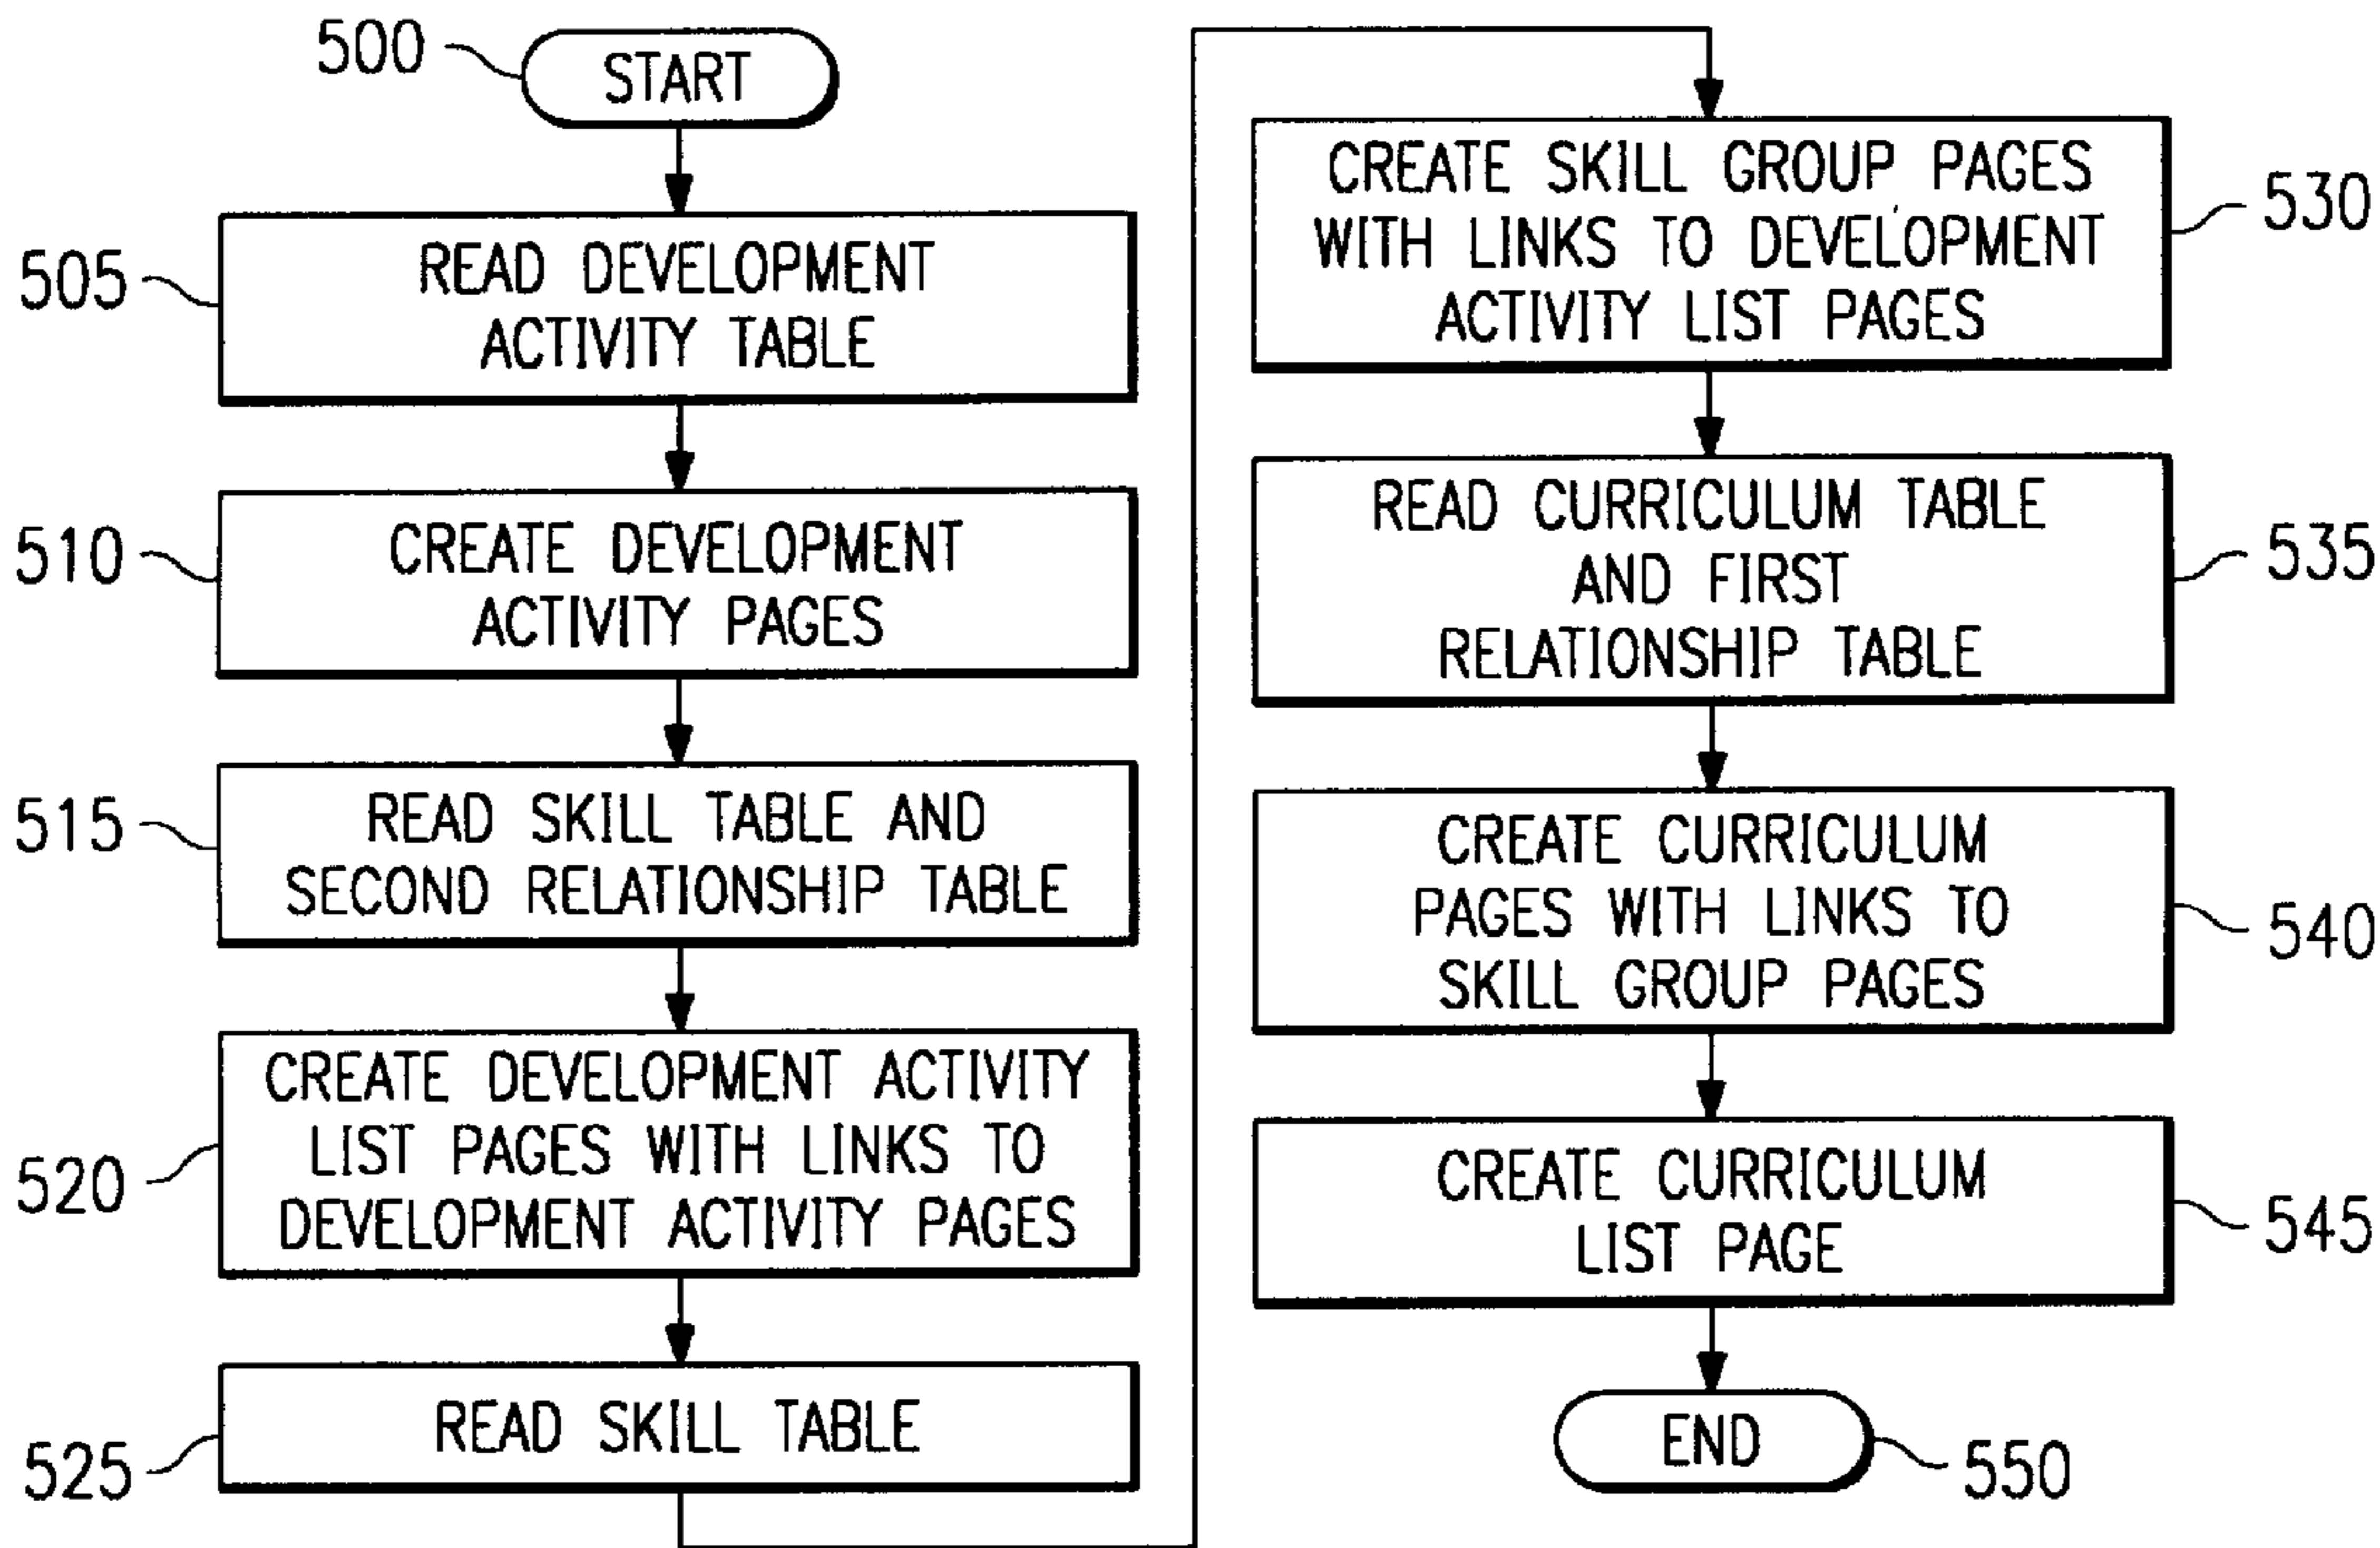 500
START
505
READ DEVELOPMENT
ACTIVITY TABLE
510
CREATE DEVELOPMENT
ACTIVITY PAGES
515
READ SKILL TABLE AND
SECOND RELATIONSHIP TABLE
520
CREATE DEVELOPMENT ACTIVITY
LIST PAGES WITH LINKS TO
DEVELOPMENT ACTIVITY PAGES
525
READ SKILL TABLE
530
CREATE SKILL GROUP PAGES
WITH LINKS TO DEVELOPMENT
ACTIVITY LIST PAGES
535
READ CURRICULUM TABLE
AND FIRST
RELATIONSHIP TABLE
540
CREATE CURRICULUM
PAGES WITH LINKS TO
SKILL GROUP PAGES
545
CREATE CURRICULUM
LIST PAGE
END
550